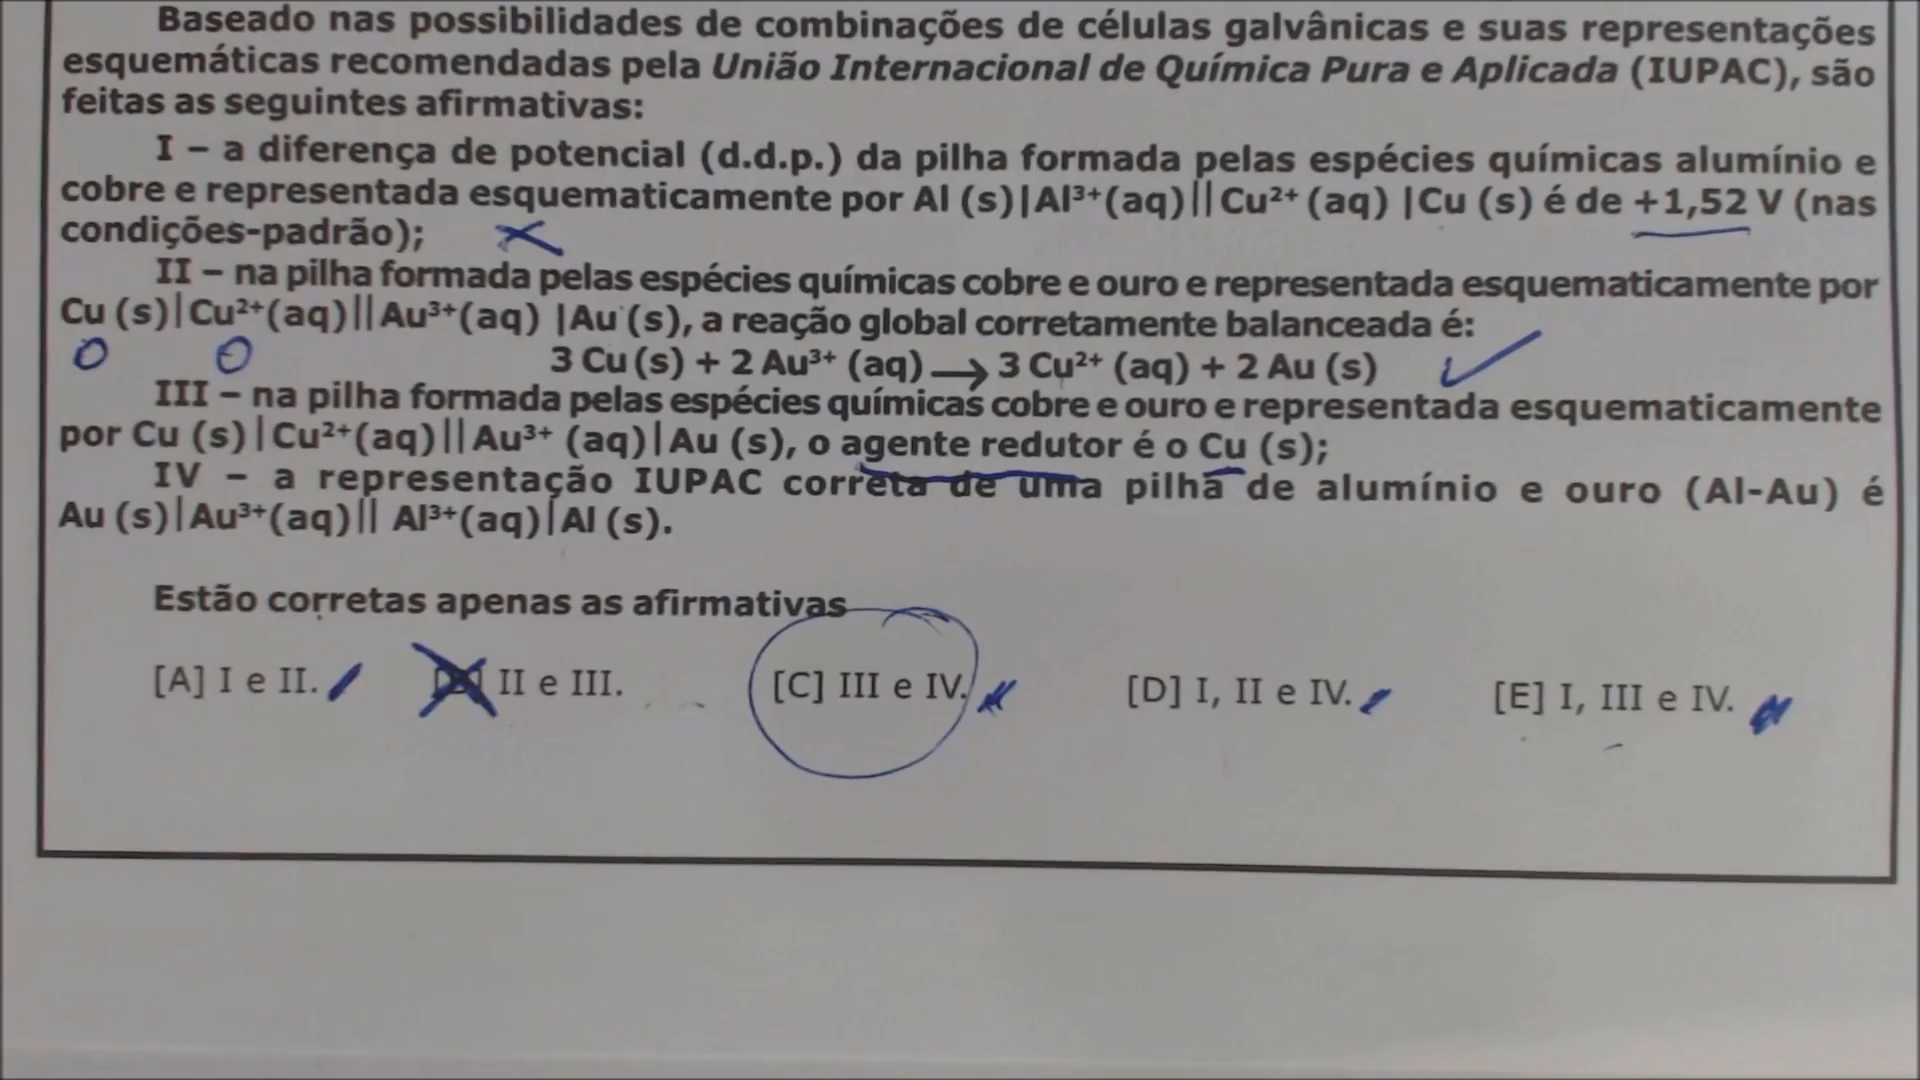 Baseado nas possibilidades de combinações de células galvânicas e suas representações
esquemáticas recomendadas pela União Internacional de Química Pura e Aplicada (IUPAC), são
feitas as seguintes afirmativas:
I – a diferença de potencial (d.d.p.) da pilha formada pelas espécies químicas alumínio e
cobre e representada esquematicamente por Al (s)|Al³⁺(aq)||Cu²⁺ (aq) |Cu (s) é de +1,52 V (nas
condições-padrão);
II – na pilha formada pelas espécies químicas cobre e ouro e representada esquematicamente por
Cu (s)|Cu²⁺(aq)||Au³⁺(aq) |Au (s), a reação global corretamente balanceada é:
3 Cu (s) + 2 Au³⁺ (aq) → 3 Cu²⁺ (aq) + 2 Au (s)
III – na pilha formada pelas espécies químicas cobre e ouro e representada esquematicamente
por Cu (s)|Cu²⁺(aq)||Au³⁺ (aq)|Au (s), o agente redutor é o Cu (s);
IV – a representação IUPAC correta de uma pilha de alumínio e ouro (Al-Au) é
Au (s)|Au³⁺(aq)|| Al³⁺(aq)|Al (s).
Estão corretas apenas as afirmativas
[A] I e II. [B] II e III. [C] III e IV. [D] I, II e IV. [E] I, III e IV.